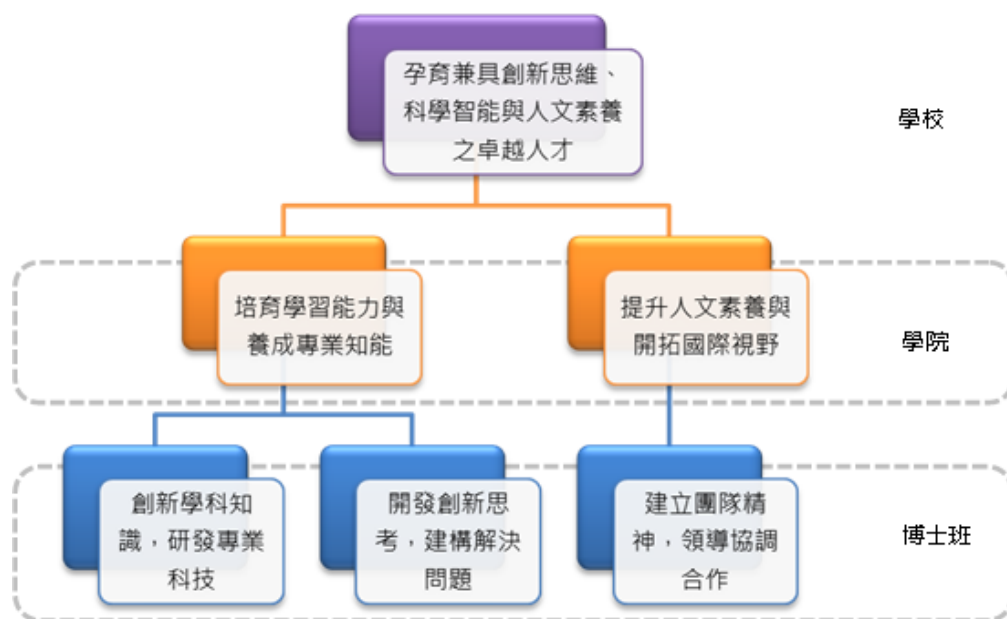 孕育兼具創新思維、
科學智能與人文素養
之卓越人才
學校
培育學習能力與
養成專業知能
提升人文素養與
開拓國際視野
學院
創新學科知
識，研發專業
科技
開發創新思
考，建構解決
問題
建立團隊精
神，領導協調
合作
博士班